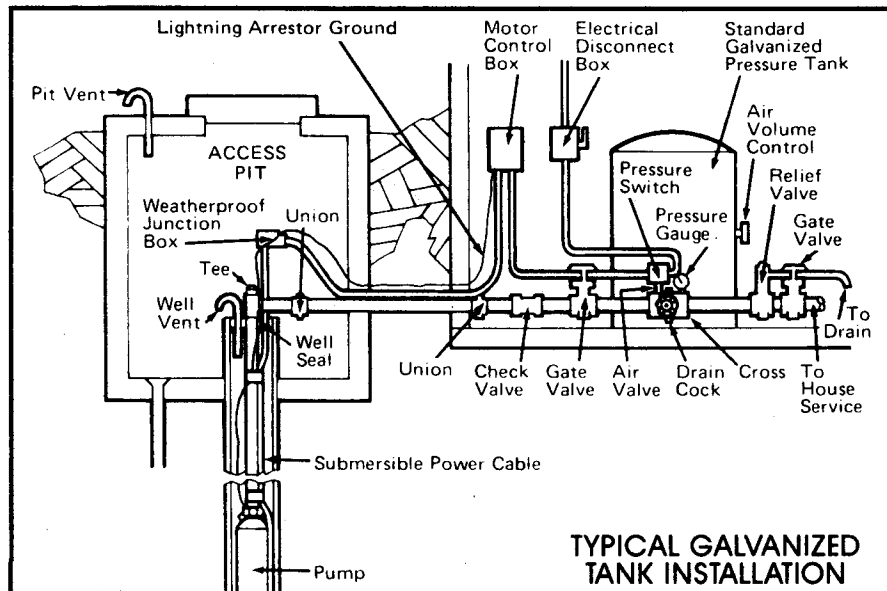 Lightning Arrestor Ground
Motor
Control
Box
Electrical
Disconnect
Box
Standard
Galvanized
Pressure Tank
Pit Vent
ACCESS
PIT
Air
Volume
Control
Pressure
Switch
Relief
Valve
Weatherproof
Junction
Box
Union
Pressure
Gauge
Gate
Valve
Tee
Well
Vent
Well
Seal
To
Drain
Union
Check
Valve
Gate
Valve
Air
Valve
Drain
Cock
Cross
To
House
Service
Submersible Power Cable
Pump
TYPICAL GALVANIZED
TANK INSTALLATION